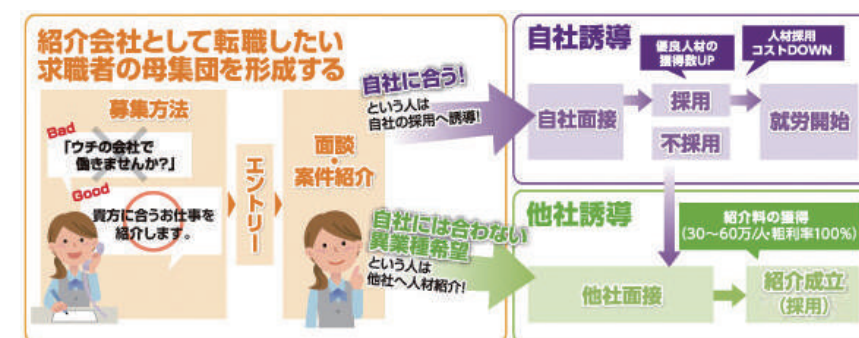 紹介会社として転職したい
求職者の母集団を形成する
募集方法
Bad
「ウチの会社で
働きませんか？」
Good
貴方に合うお仕事を
紹介します。
エントリー
面談
・
案件紹介
自社に合う！
という人は
自社の採用へ誘導！
自社には合わない
異業種希望
という人は
他社へ人材紹介！
自社誘導
優良人材の
獲得数UP
人材採用
コストDOWN
自社面接
採用
不採用
就労開始
他社誘導
紹介料の獲得
(30〜60万/人・粗利率100%)
他社面接
紹介成立
(採用)